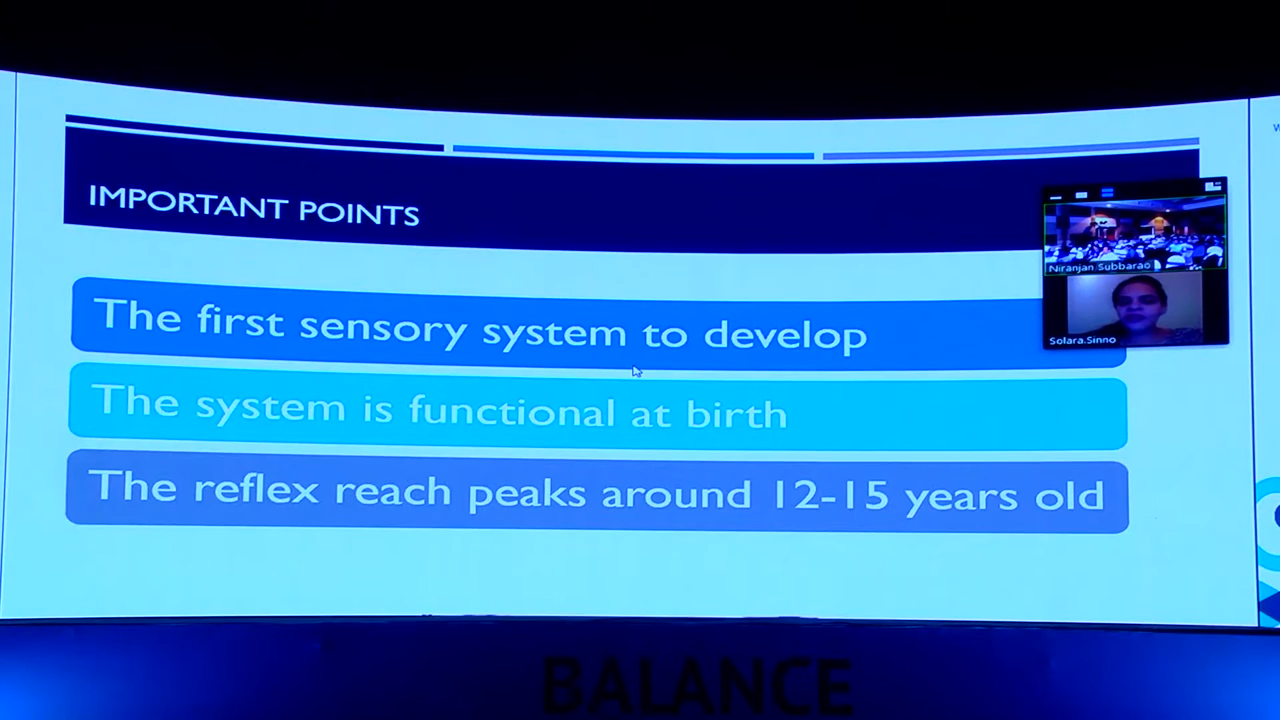 IMPORTANT POINTS
Niranjan Subbarao
Solara.Sinno
The first sensory system to develop
The system is functional at birth
The reflex reach peaks around 12-15 years old
BALANCE